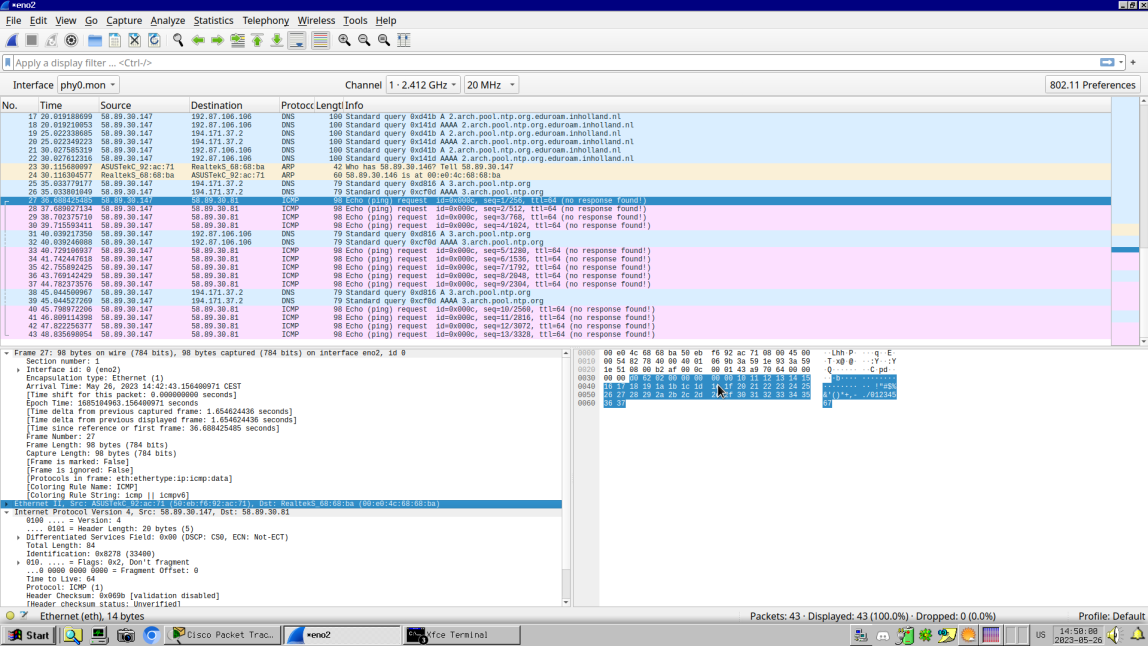 *eno2
File Edit View Go Capture Analyze Statistics Telephony Wireless Tools Help
Apply a display filter ... <Ctrl-/>
Interface phy0.mon Channel 1 · 2.412 GHz 20 MHz 802.11 Preferences
No. Time Source Destination Protocc Lengtl Info
17 20.019188699 58.89.30.147 192.87.106.106 DNS 100 Standard query 0xd41b A 2.arch.pool.ntp.org.eduroam.inholland.nl
18 20.019210053 58.89.30.147 192.87.106.106 DNS 100 Standard query 0x141d AAAA 2.arch.pool.ntp.org.eduroam.inholland.nl
19 25.022338685 58.89.30.147 194.171.37.2 DNS 100 Standard query 0xd41b A 2.arch.pool.ntp.org.eduroam.inholland.nl
20 25.022349523 58.89.30.147 194.171.37.2 DNS 100 Standard query 0x141d AAAA 2.arch.pool.ntp.org.eduroam.inholland.nl
21 30.027585319 58.89.30.147 192.87.106.106 DNS 100 Standard query 0xd41b A 2.arch.pool.ntp.org.eduroam.inholland.nl
22 30.027612316 58.89.30.147 192.87.106.106 DNS 100 Standard query 0x141d AAAA 2.arch.pool.ntp.org.eduroam.inholland.nl
23 30.115680097 ASUSTekC_92:ac:71 RealtekS_68:68:ba ARP 42 Who has 58.89.30.146? Tell 58.89.30.147
24 30.116304577 RealtekS_68:68:ba ASUSTekC_92:ac:71 ARP 60 58.89.30.146 is at 00:e0:4c:68:68:ba
25 35.033779177 58.89.30.147 194.171.37.2 DNS 79 Standard query 0xd816 A 3.arch.pool.ntp.org
26 35.033801049 58.89.30.147 194.171.37.2 DNS 79 Standard query 0xcf0d AAAA 3.arch.pool.ntp.org
27 36.688425485 58.89.30.147 58.89.30.81 ICMP 98 Echo (ping) request id=0x000c, seq=1/256, ttl=64 (no response found!)
28 37.689027134 58.89.30.147 58.89.30.81 ICMP 98 Echo (ping) request id=0x000c, seq=2/512, ttl=64 (no response found!)
29 38.702375710 58.89.30.147 58.89.30.81 ICMP 98 Echo (ping) request id=0x000c, seq=3/768, ttl=64 (no response found!)
30 39.715593411 58.89.30.147 58.89.30.81 ICMP 98 Echo (ping) request id=0x000c, seq=4/1024, ttl=64 (no response found!)
31 40.039217350 58.89.30.147 192.87.106.106 DNS 79 Standard query 0xd816 A 3.arch.pool.ntp.org
32 40.039246088 58.89.30.147 192.87.106.106 DNS 79 Standard query 0xcf0d AAAA 3.arch.pool.ntp.org
33 40.729106937 58.89.30.147 58.89.30.81 ICMP 98 Echo (ping) request id=0x000c, seq=5/1280, ttl=64 (no response found!)
34 41.742447618 58.89.30.147 58.89.30.81 ICMP 98 Echo (ping) request id=0x000c, seq=6/1536, ttl=64 (no response found!)
35 42.755892425 58.89.30.147 58.89.30.81 ICMP 98 Echo (ping) request id=0x000c, seq=7/1792, ttl=64 (no response found!)
36 43.769142429 58.89.30.147 58.89.30.81 ICMP 98 Echo (ping) request id=0x000c, seq=8/2048, ttl=64 (no response found!)
37 44.782373576 58.89.30.147 58.89.30.81 ICMP 98 Echo (ping) request id=0x000c, seq=9/2304, ttl=64 (no response found!)
38 45.044500967 58.89.30.147 194.171.37.2 DNS 79 Standard query 0xd816 A 3.arch.pool.ntp.org
39 45.044527269 58.89.30.147 194.171.37.2 DNS 79 Standard query 0xcf0d AAAA 3.arch.pool.ntp.org
40 45.798972206 58.89.30.147 58.89.30.81 ICMP 98 Echo (ping) request id=0x000c, seq=10/2560, ttl=64 (no response found!)
41 46.809114398 58.89.30.147 58.89.30.81 ICMP 98 Echo (ping) request id=0x000c, seq=11/2816, ttl=64 (no response found!)
42 47.822256377 58.89.30.147 58.89.30.81 ICMP 98 Echo (ping) request id=0x000c, seq=12/3072, ttl=64 (no response found!)
43 48.835698054 58.89.30.147 58.89.30.81 ICMP 98 Echo (ping) request id=0x000c, seq=13/3328, ttl=64 (no response found!)
Frame 27: 98 bytes on wire (784 bits), 98 bytes captured (784 bits) on interface eno2, id 0
Section number: 1
Interface id: 0 (eno2)
Encapsulation type: Ethernet (1)
Arrival Time: May 26, 2023 14:42:43.156400971 CEST
[Time shift for this packet: 0.000000000 seconds]
Epoch Time: 1685104963.156400971 seconds
[Time delta from previous captured frame: 1.654624436 seconds]
[Time delta from previous displayed frame: 1.654624436 seconds]
[Time since reference or first frame: 36.688425485 seconds]
Frame Number: 27
Frame Length: 98 bytes (784 bits)
Capture Length: 98 bytes (784 bits)
[Frame is marked: False]
[Frame is ignored: False]
[Protocols in frame: eth:ethertype:ip:icmp:data]
[Coloring Rule Name: ICMP]
[Coloring Rule String: icmp || icmpv6]
Ethernet II, Src: ASUSTekC_92:ac:71 (50:eb:f6:92:ac:71), Dst: RealtekS_68:68:ba (00:e0:4c:68:68:ba)
Internet Protocol Version 4, Src: 58.89.30.147, Dst: 58.89.30.81
0100 .... = Version: 4
.... 0101 = Header Length: 20 bytes (5)
Differentiated Services Field: 0x00 (DSCP: CS0, ECN: Not-ECT)
Total Length: 84
Identification: 0x8278 (33400)
010. .... = Flags: 0x2, Don't fragment
...0 0000 0000 0000 = Fragment Offset: 0
Time to Live: 64
Protocol: ICMP (1)
Header Checksum: 0x069b [validation disabled]
[Header checksum status: Unverified]
0000 00 e0 4c 68 68 ba 50 eb f6 92 ac 71 08 00 45 00 ··Lhh·P· ···q··E·
0010 00 54 82 78 40 00 40 01 06 9b 3a 59 1e 93 3a 59 ·T·x@·@· ··:Y··:Y
0020 1e 51 08 00 b2 af 00 0c 00 01 43 a9 70 64 00 00 ·Q······ ··C·pd··
0030 00 00 d0 62 02 00 00 00 00 00 10 11 12 13 14 15 ···b···· ········
0040 16 17 18 19 1a 1b 1c 1d 1e 1f 20 21 22 23 24 25 ········ ·· !"#$%
0050 26 27 28 29 2a 2b 2c 2d 2e 2f 30 31 32 33 34 35 &'()*+,- ./012345
0060 36 37 67
Ethernet (eth), 14 bytes Packets: 43 · Displayed: 43 (100.0%) · Dropped: 0 (0.0%) Profile: Default
Start Cisco Packet Trac... *eno2 Xfce Terminal 3 US 14:50:00
2023-05-26